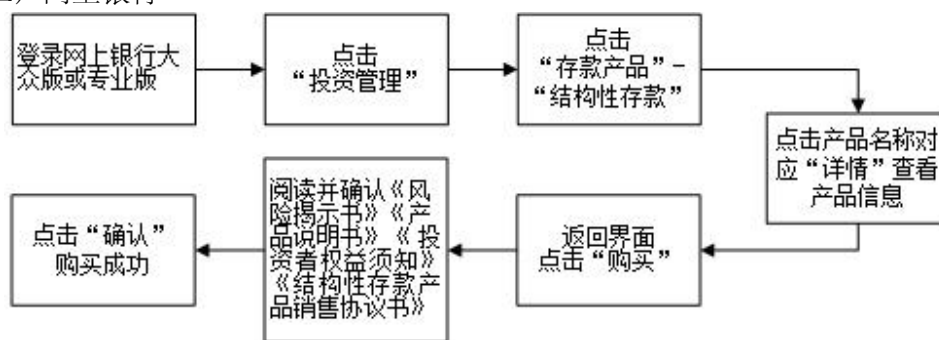 登录网上银行大
众版或专业版
点击
“投资管理”
点击
“存款产品”-
“结构性存款”
点击产品名称对
应“详情”查看
产品信息
返回界面
点击“购买”
阅读并确认《风
险揭示书》《产
品说明书》《投
资者权益须知》
《结构性存款产
品销售协议书》
点击“确认”
购买成功